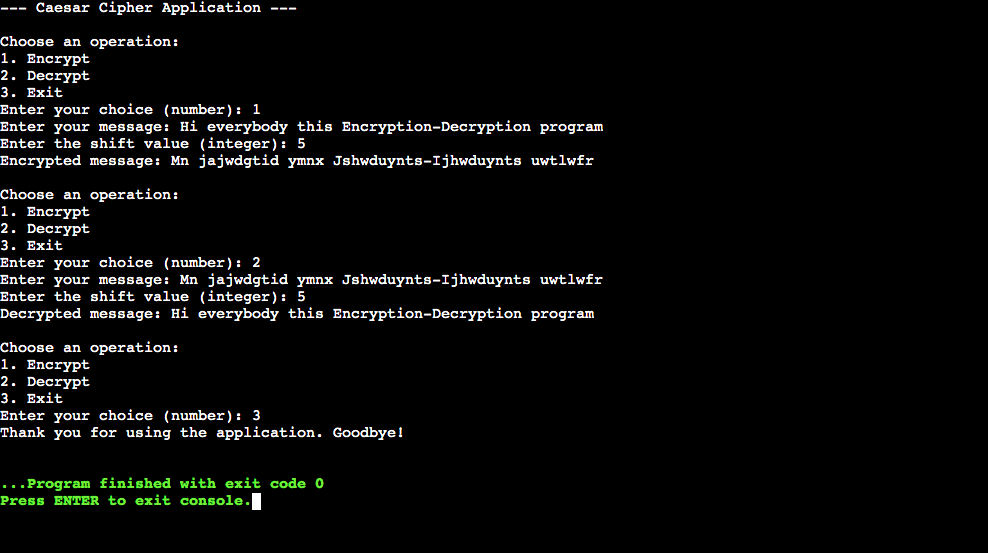 --- Caesar Cipher Application ---
Choose an operation:
1. Encrypt
2. Decrypt
3. Exit
Enter your choice (number): 1
Enter your message: Hi everybody this Encryption-Decryption program
Enter the shift value (integer): 5
Encrypted message: Mn jajwdgtid ymnx Jshwduynts-Ijhwduynts uwtlwfr
Choose an operation:
1. Encrypt
2. Decrypt
3. Exit
Enter your choice (number): 2
Enter your message: Mn jajwdgtid ymnx Jshwduynts-Ijhwduynts uwtlwfr
Enter the shift value (integer): 5
Decrypted message: Hi everybody this Encryption-Decryption program
Choose an operation:
1. Encrypt
2. Decrypt
3. Exit
Enter your choice (number): 3
Thank you for using the application. Goodbye!
...Program finished with exit code 0
Press ENTER to exit console.